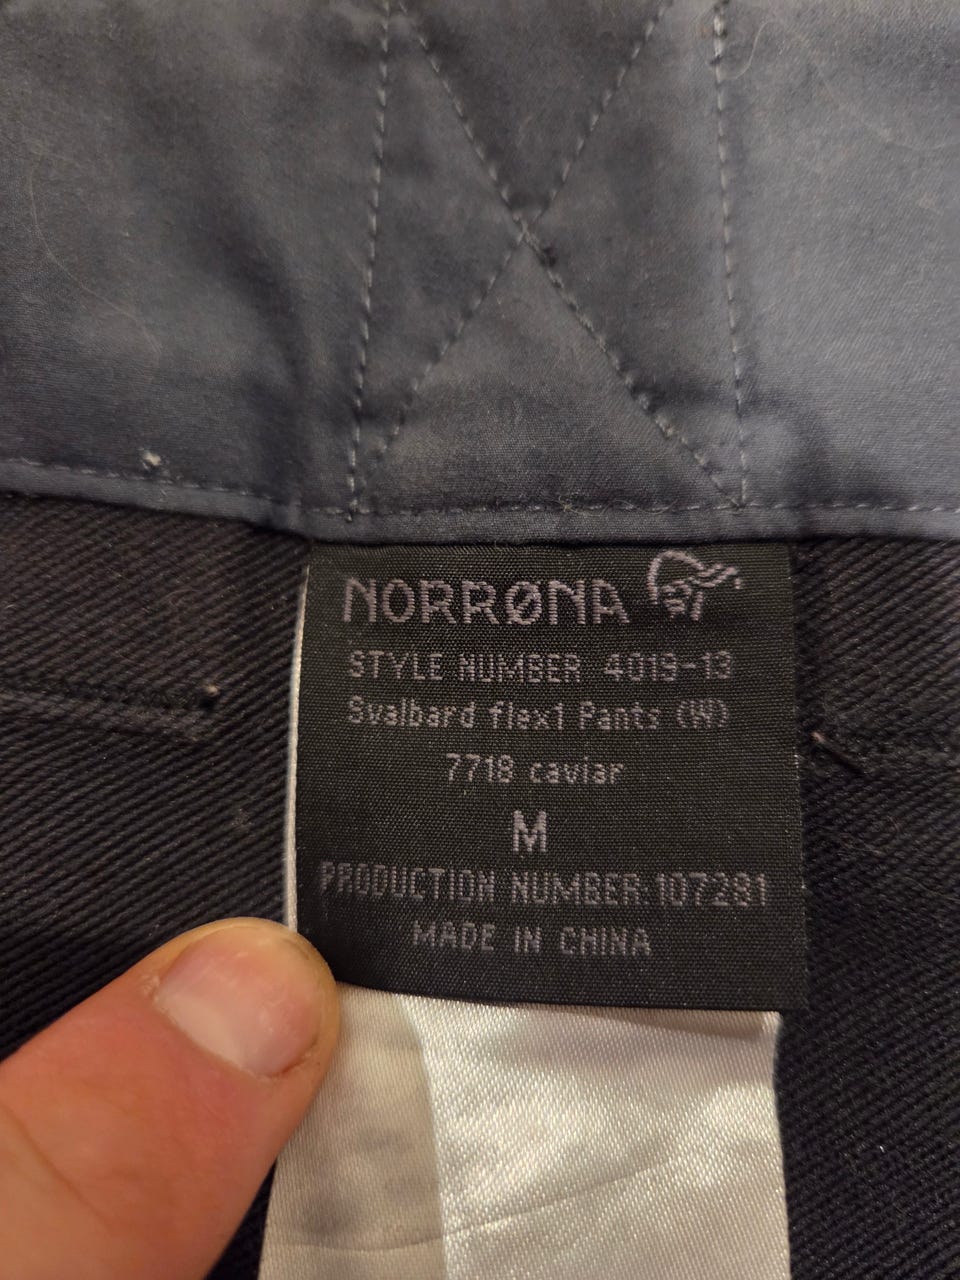 NORRØNA
STYLE NUMBER 4019-13
Svalbard flex1 Pants (W)
7718 caviar
M
PRODUCTION NUMBER:107281
MADE IN CHINA